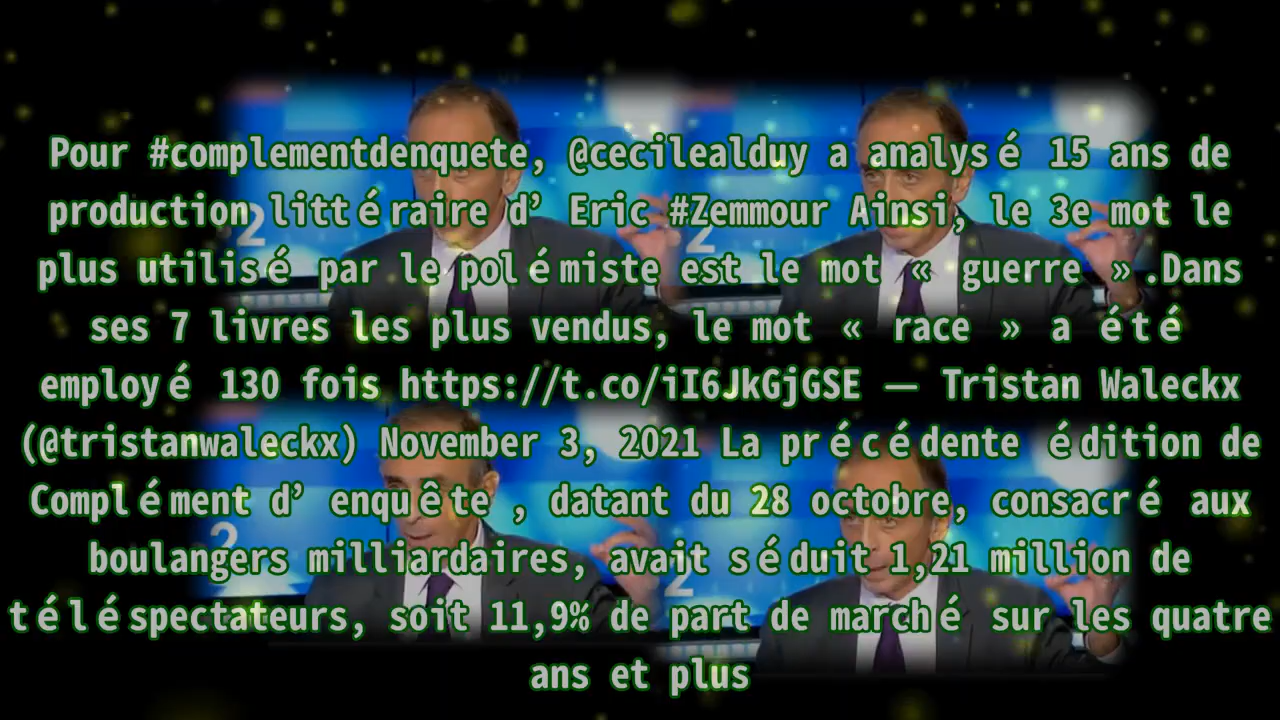 Pour #complementdenquete, @cecilealduy a analysé 15 ans de
production littéraire d’ Eric #Zemmour Ainsi, le 3e mot le
plus utilisé par le polémiste est le mot « guerre ».Dans
ses 7 livres les plus vendus, le mot « race » a été
employé 130 fois https://t.co/iI6JkGjGSE — Tristan Waleckx
(@tristanwaleckx) November 3, 2021 La précédente édition de
Complément d’ enquête , datant du 28 octobre, consacré aux
boulangers milliardaires, avait séduit 1,21 million de
téléspectateurs, soit 11,9% de part de marché sur les quatre
ans et plus
2
2
2
2